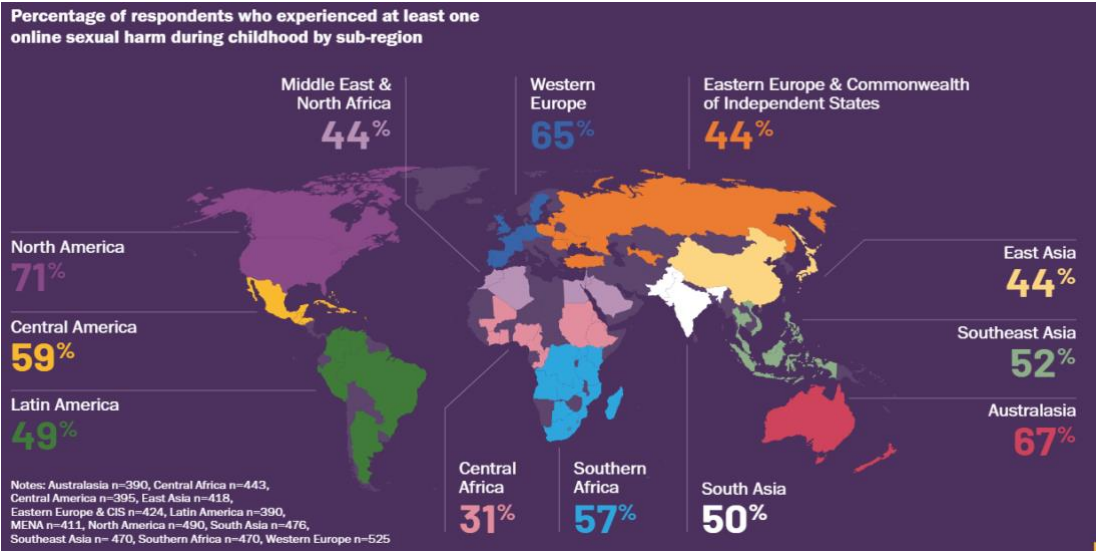 Percentage of respondents who experienced at least one
online sexual harm during childhood by sub-region
Middle East &
North Africa
44%
Western
Europe
65%
Eastern Europe & Commonwealth
of Independent States
44%
North America
71%
East Asia
44%
Central America
59%
Southeast Asia
52%
Latin America
49%
Australasia
67%
Central
Africa
31%
Southern
Africa
57%
South Asia
50%
Notes: Australasia n=390, Central Africa n=443,
Central America n=395, East Asia n=418,
Eastern Europe & CIS n=424, Latin America n=390,
MENA n=411, North America n=490, South Asia n=476,
Southeast Asia n= 470, Southern Africa n=470, Western Europe n=525